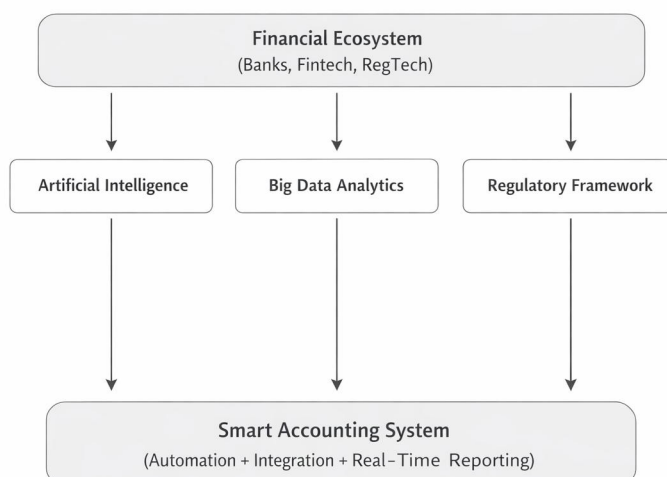 Financial Ecosystem
(Banks, Fintech, RegTech)
Artificial Intelligence
Big Data Analytics
Regulatory Framework
Smart Accounting System
(Automation + Integration + Real-Time Reporting)